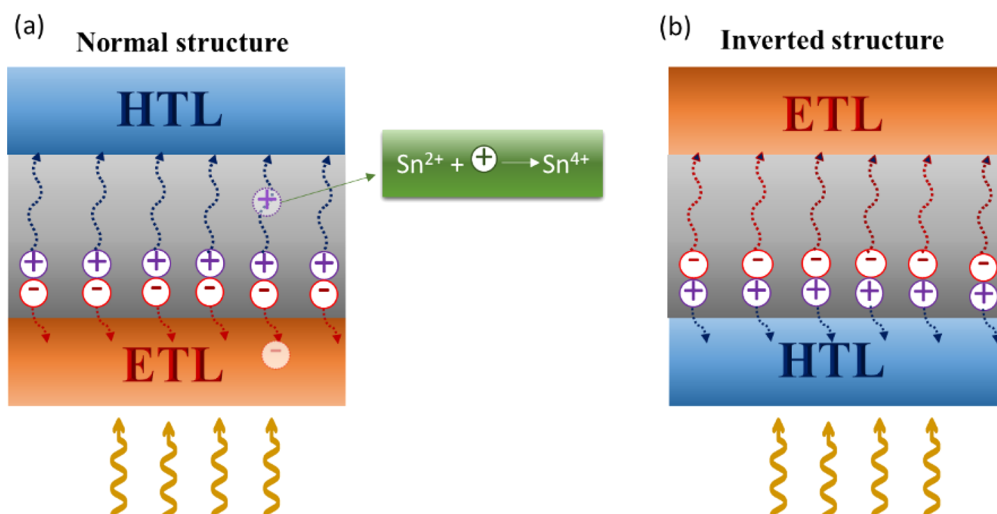 (a)
Normal structure
HTL
Sn²⁺ + ⊕ → Sn⁴⁺
ETL
(b)
Inverted structure
ETL
HTL